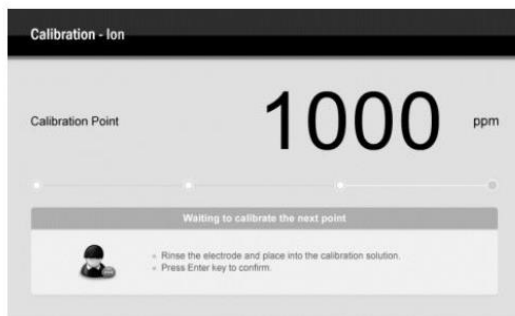 Calibration - Ion
Calibration Point 1000 ppm
Waiting to calibrate the next point
Rinse the electrode and place into the calibration solution.
Press Enter key to confirm.